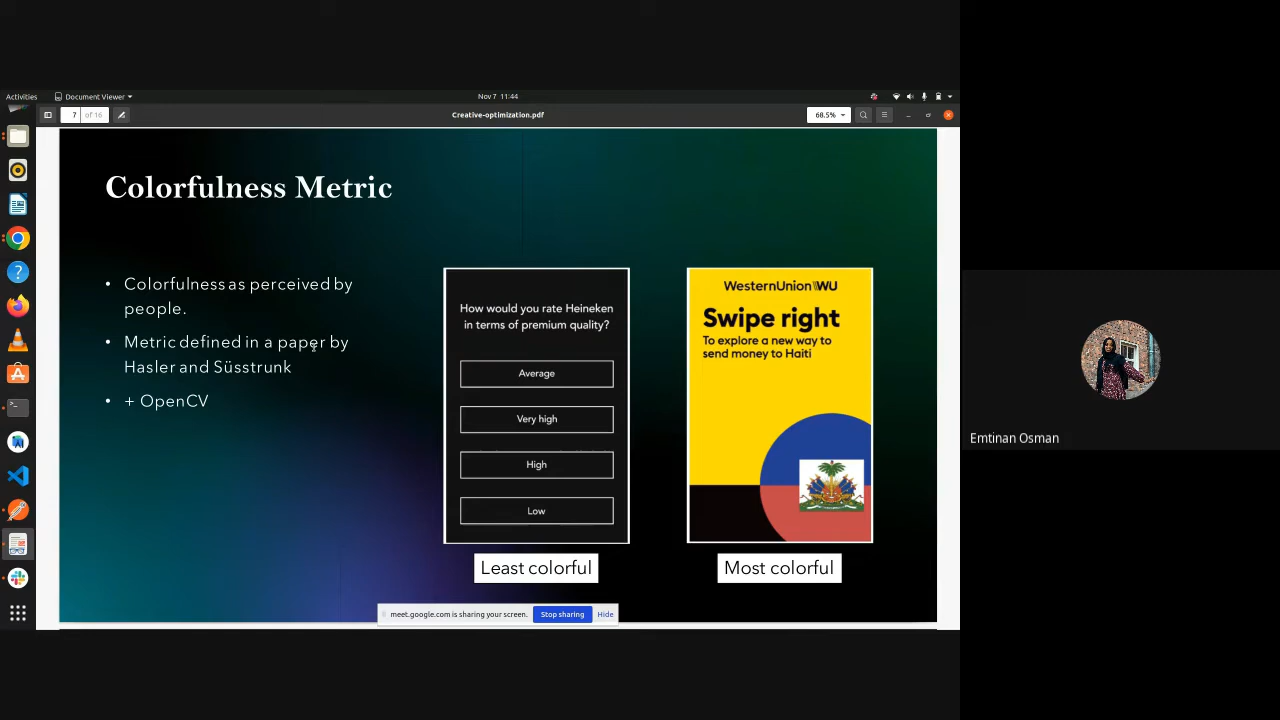 Activities
Document Viewer
Nov 7 11:44
7
of 16
Creative-optimization.pdf
68.5%
Colorfulness Metric
• Colorfulness as perceived by
people.
• Metric defined in a paper by
Hasler and Süsstrunk
• + OpenCV
How would you rate Heineken
in terms of premium quality?
Average
Very high
High
Low
Least colorful
WesternUnion WU
Swipe right
To explore a new way to
send money to Haiti
Most colorful
meet.google.com is sharing your screen.
Stop sharing
Hide
Emtinan Osman